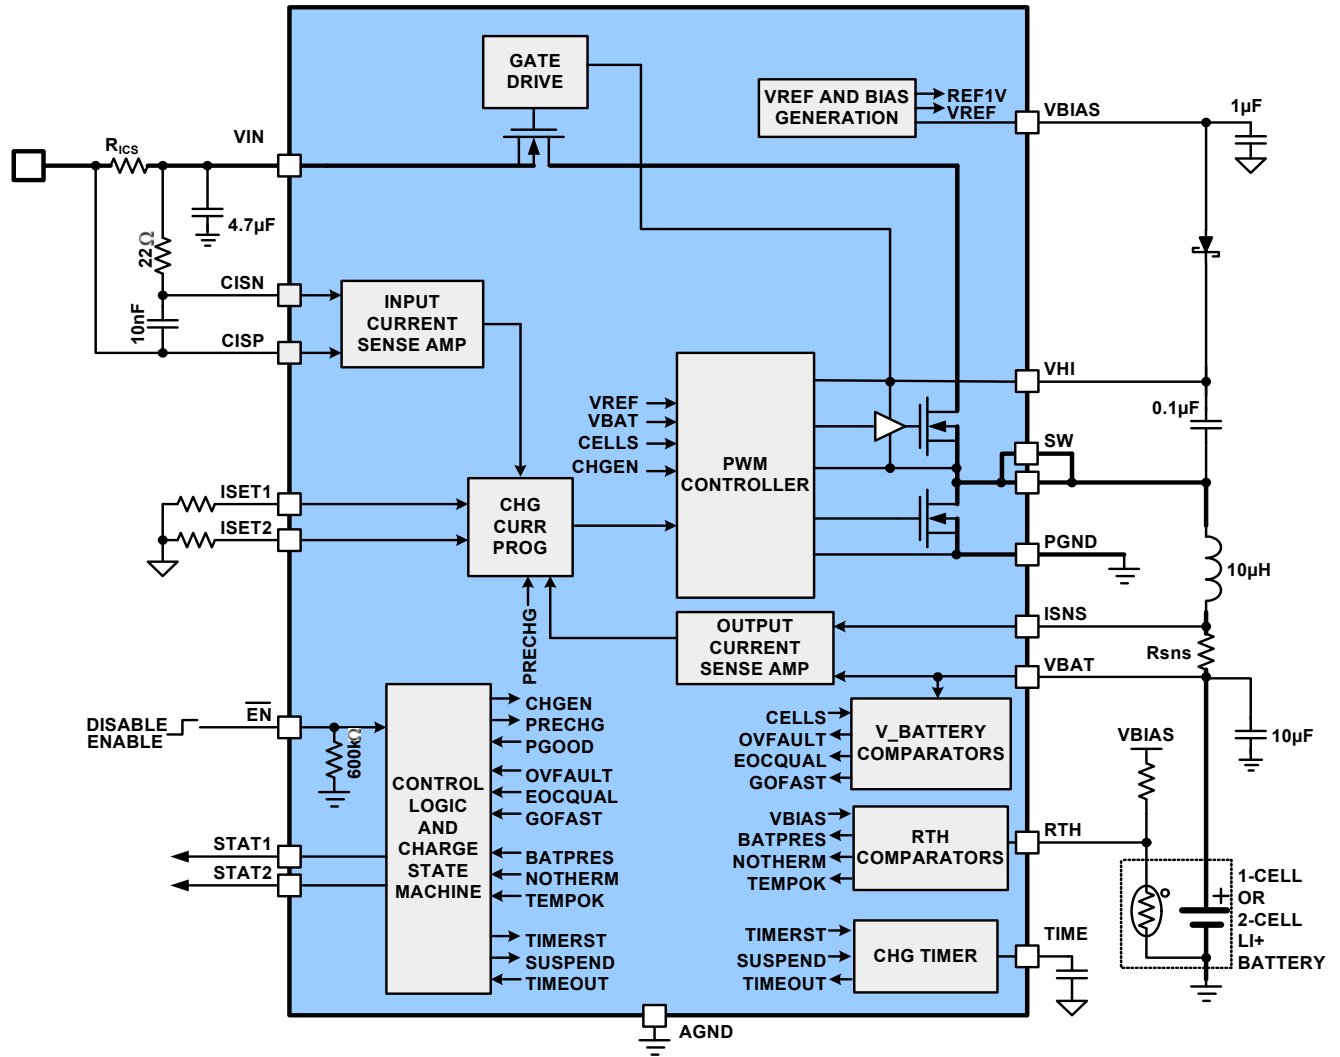 GATE
DRIVE
VREF AND BIAS
GENERATION
REF1V
VREF
VBIAS
1µF
VIN
RICS
4.7µF
22Ω
10nF
CISN
CISP
INPUT
CURRENT
SENSE AMP
VHI
0.1µF
SW
VREF
VBAT
CELLS
CHGEN
PWM
CONTROLLER
ISET1
ISET2
CHG
CURR
PROG
PRECHG
PGND
10µH
ISNS
Rsns
VBAT
OUTPUT
CURRENT
SENSE AMP
DISABLE
ENABLE
EN
600kΩ
CONTROL
LOGIC
AND
CHARGE
STATE
MACHINE
CHGEN
PRECHG
PGOOD
OVFAULT
EOCQUAL
GOFAST
BATPRES
NOTHERM
TEMPOK
TIMERST
SUSPEND
TIMEOUT
STAT1
STAT2
CELLS
OVFAULT
EOCQUAL
GOFAST
V_BATTERY
COMPARATORS
VBIAS
10µF
VBIAS
BATPRES
NOTHERM
TEMPOK
RTH
COMPARATORS
RTH
TIMERST
SUSPEND
TIMEOUT
CHG TIMER
TIME
+
1-CELL
OR
2-CELL
LI+
BATTERY
AGND